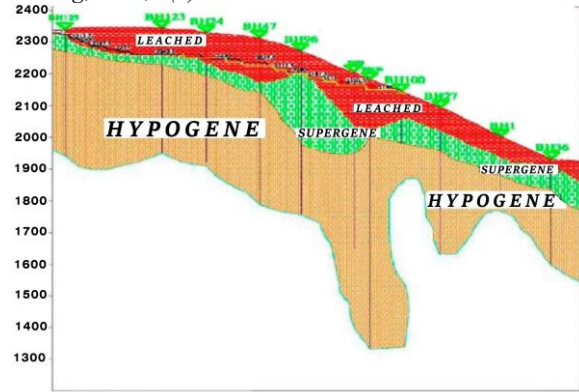 2400
BH123
BH24
BH47
LEACHED
BH96
2300
2200
BH100
2100
LEACHED
BH27
HYPOGENE
SUPERGENE
BH1
2000
BH36
1900
SUPERGENE
HYPOGENE
1800
1700
1600
1500
1400
1300